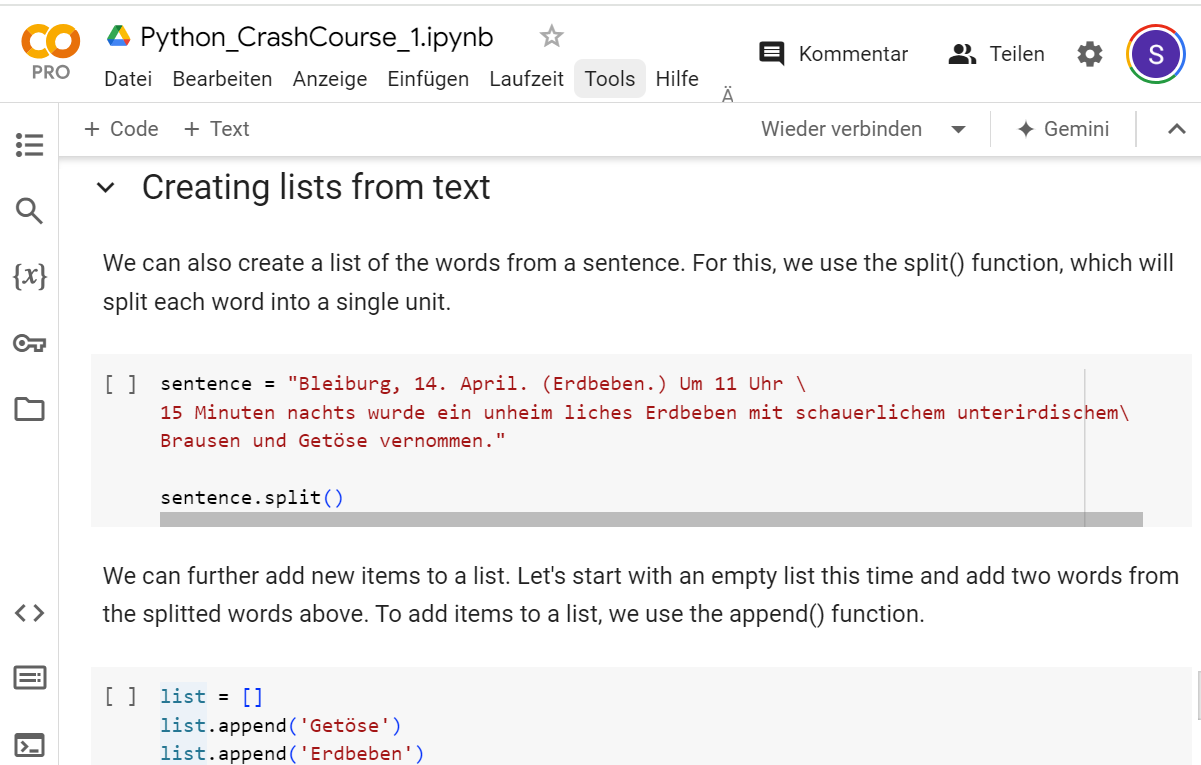 Python_CrashCourse_1.ipynb
PRO
Datei Bearbeiten Anzeige Einfügen Laufzeit Tools Hilfe
Ä
Kommentar Teilen S
+ Code + Text Wieder verbinden Gemini
Creating lists from text
{x}
We can also create a list of the words from a sentence. For this, we use the split() function, which will
split each word into a single unit.
[ ] sentence = "Bleiburg, 14. April. (Erdbeben.) Um 11 Uhr \
15 Minuten nachts wurde ein unheim liches Erdbeben mit schauerlichem unterirdischem\
Brausen und Getöse vernommen."
sentence.split()
We can further add new items to a list. Let's start with an empty list this time and add two words from
the splitted words above. To add items to a list, we use the append() function.
[ ] list = []
list.append('Getöse')
list.append('Erdbeben')